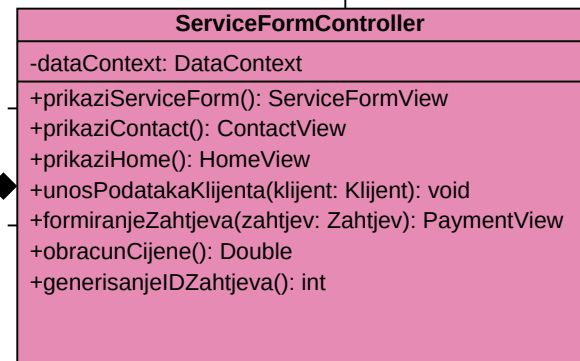 ServiceFormController
-dataContext: DataContext
+prikaziServiceForm(): ServiceFormView
+prikaziContact(): ContactView
+prikaziHome(): HomeView
+unosPodatakaKlijenta(klijent: Klijent): void
+formiranjeZahtjeva(zahtjev: Zahtjev): PaymentView
+obracunCijene(): Double
+generisanjeIDZahtjeva(): int